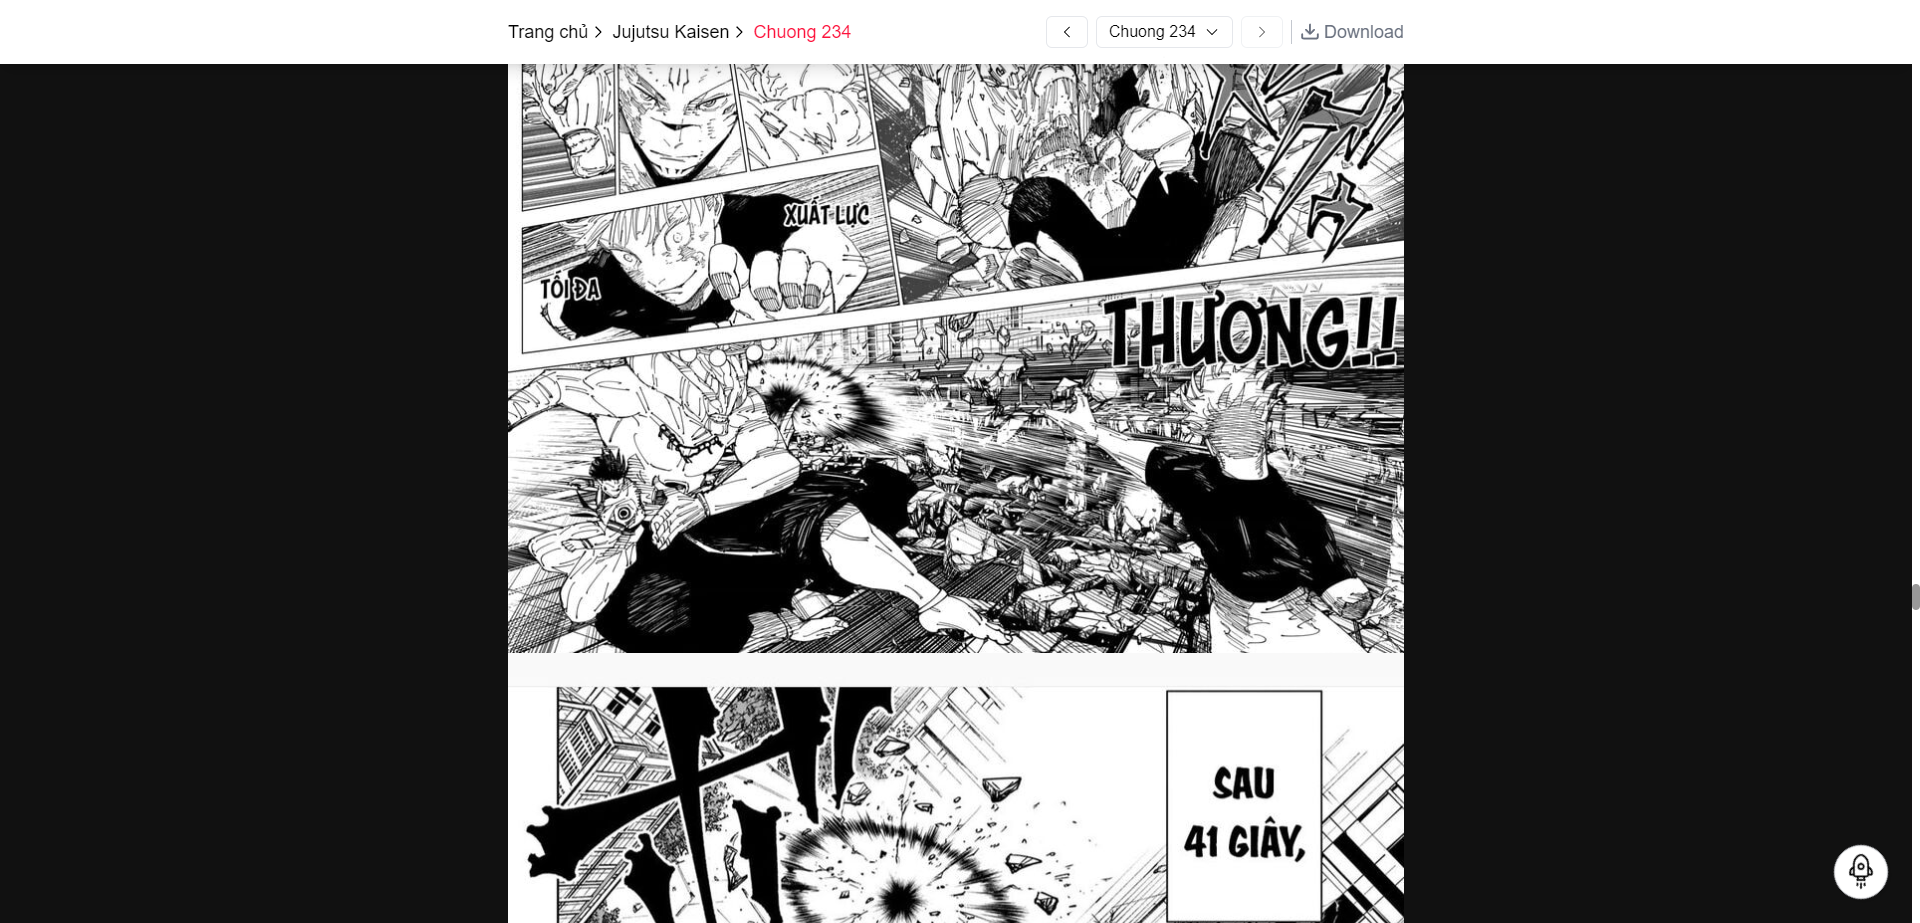 Trang chủ > Jujutsu Kaisen > Chuong 234
Chuong 234
Download
XUẤT LỰC
TỐI ĐA
THƯƠNG!!
SAU
41 GIÂY,